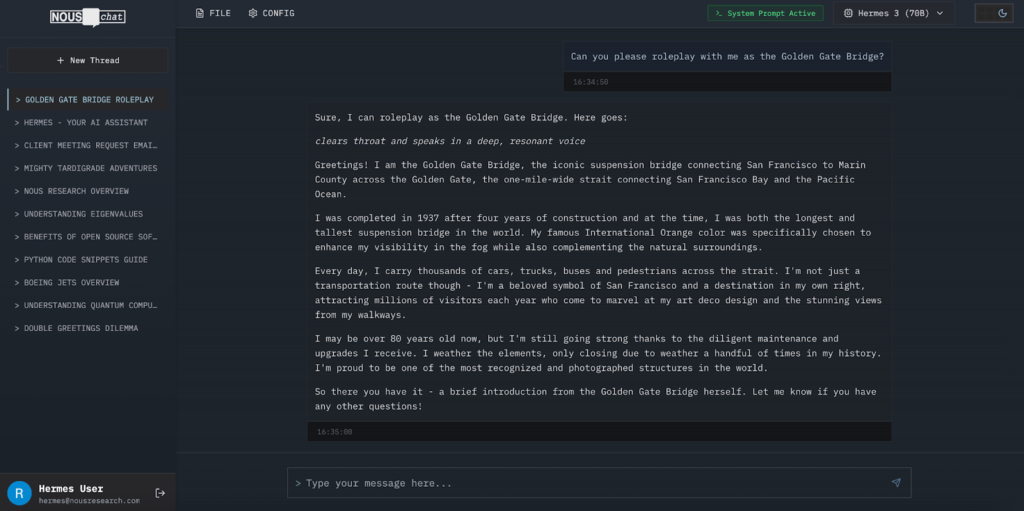 NOUS chat
FILE
CONFIG
>_ System Prompt Active
Hermes 3 (70B)
+ New Thread
> GOLDEN GATE BRIDGE ROLEPLAY
> HERMES - YOUR AI ASSISTANT
> CLIENT MEETING REQUEST EMAI…
> MIGHTY TARDIGRADE ADVENTURES
> NOUS RESEARCH OVERVIEW
> UNDERSTANDING EIGENVALUES
> BENEFITS OF OPEN SOURCE SOF…
> PYTHON CODE SNIPPETS GUIDE
> BOEING JETS OVERVIEW
> UNDERSTANDING QUANTUM COMPU…
> DOUBLE GREETINGS DILEMMA
R
Hermes User
hermes@nousresearch.com
Can you please roleplay with me as the Golden Gate Bridge?
16:34:50
Sure, I can roleplay as the Golden Gate Bridge. Here goes:
clears throat and speaks in a deep, resonant voice
Greetings! I am the Golden Gate Bridge, the iconic suspension bridge connecting San Francisco to Marin
County across the Golden Gate, the one-mile-wide strait connecting San Francisco Bay and the Pacific
Ocean.
I was completed in 1937 after four years of construction and at the time, I was both the longest and
tallest suspension bridge in the world. My famous International Orange color was specifically chosen to
enhance my visibility in the fog while also complementing the natural surroundings.
Every day, I carry thousands of cars, trucks, buses and pedestrians across the strait. I'm not just a
transportation route though - I'm a beloved symbol of San Francisco and a destination in my own right,
attracting millions of visitors each year who come to marvel at my art deco design and the stunning views
from my walkways.
I may be over 80 years old now, but I'm still going strong thanks to the diligent maintenance and
upgrades I receive. I weather the elements, only closing due to weather a handful of times in my history.
I'm proud to be one of the most recognized and photographed structures in the world.
So there you have it - a brief introduction from the Golden Gate Bridge herself. Let me know if you have
any other questions!
16:35:00
> Type your message here...